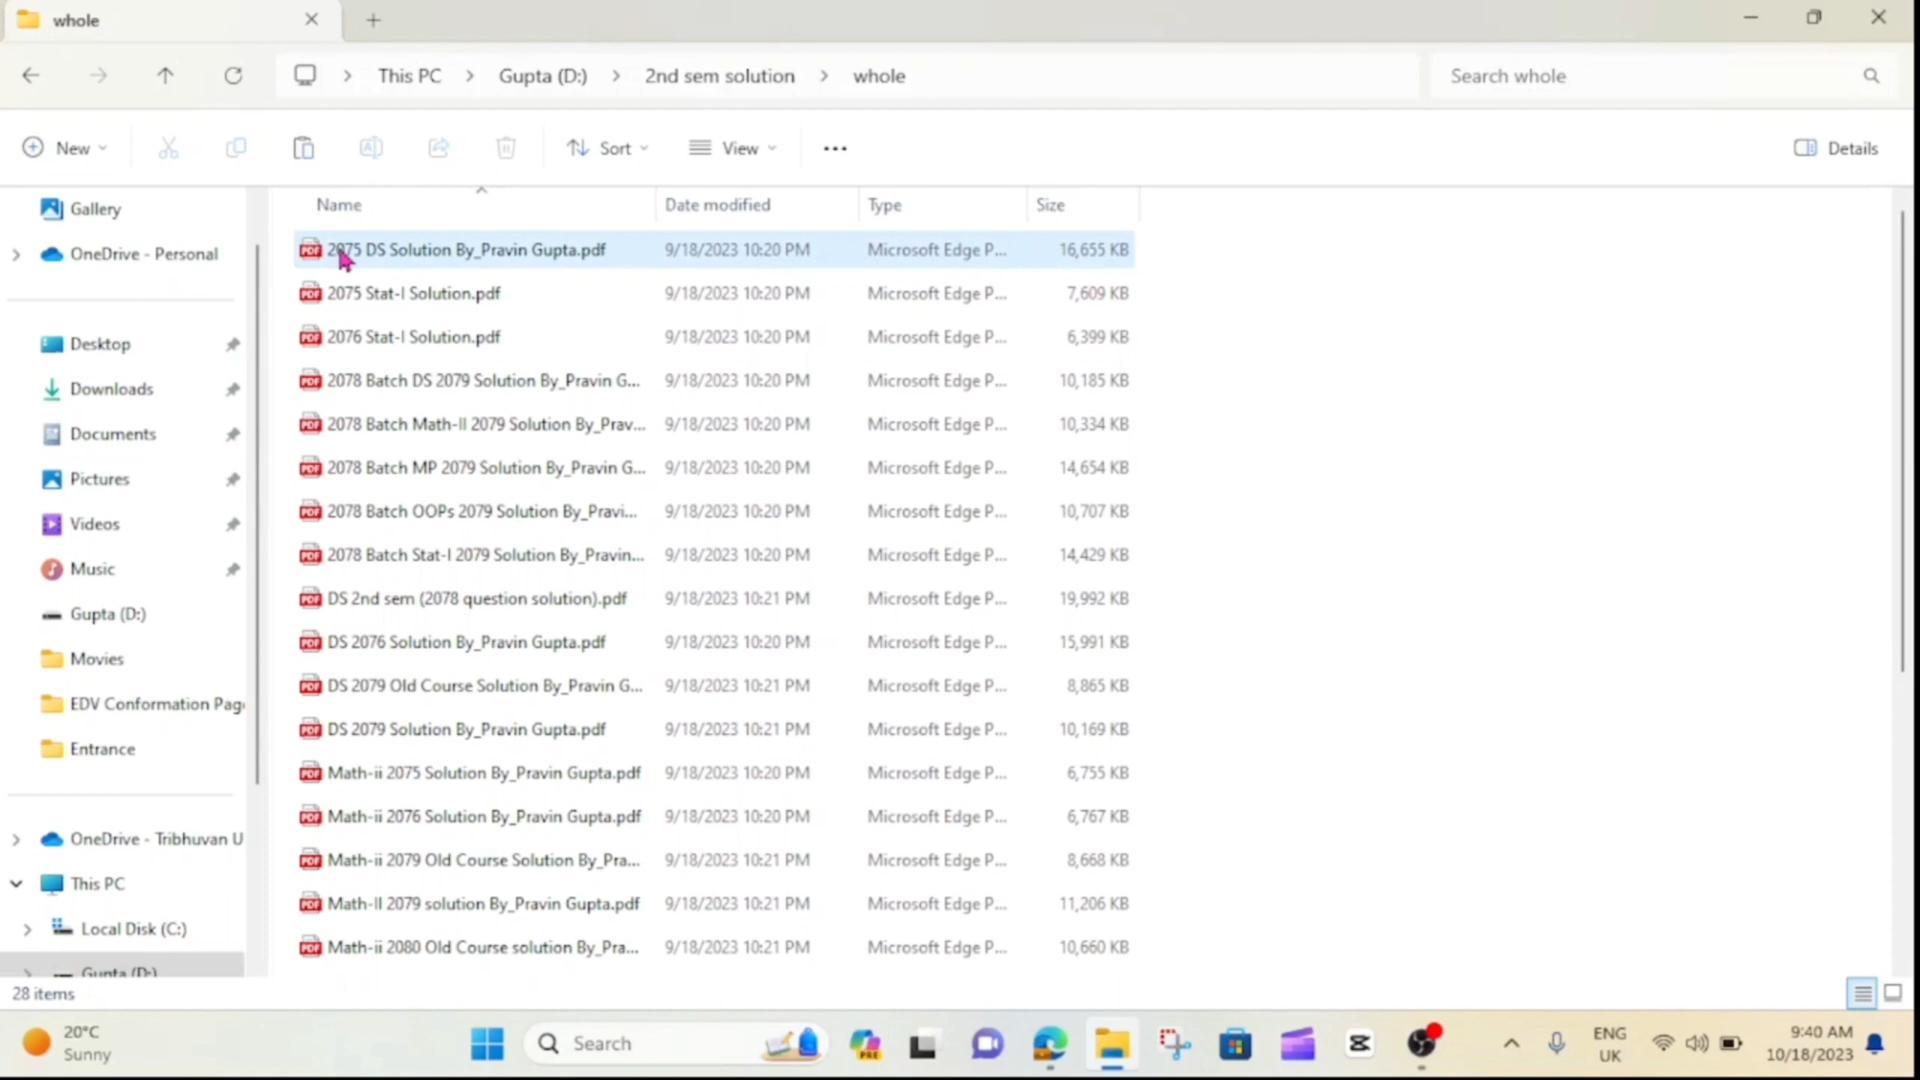 whole
This PC
Gupta (D:)
2nd sem solution
whole
Search whole
New
Sort
View
Details
Gallery
OneDrive - Personal
Desktop
Downloads
Documents
Pictures
Videos
Music
Gupta (D:)
Movies
EDV Conformation Page
Entrance
OneDrive - Tribhuvan U
This PC
Local Disk (C:)
Gupta (D:)
Name Date modified Type Size
2075 DS Solution By_Pravin Gupta.pdf 9/18/2023 10:20 PM Microsoft Edge P... 16,655 KB
2075 Stat-I Solution.pdf 9/18/2023 10:20 PM Microsoft Edge P... 7,609 KB
2076 Stat-I Solution.pdf 9/18/2023 10:20 PM Microsoft Edge P... 6,399 KB
2078 Batch DS 2079 Solution By_Pravin G... 9/18/2023 10:20 PM Microsoft Edge P... 10,185 KB
2078 Batch Math-II 2079 Solution By_Prav... 9/18/2023 10:20 PM Microsoft Edge P... 10,334 KB
2078 Batch MP 2079 Solution By_Pravin G... 9/18/2023 10:20 PM Microsoft Edge P... 14,654 KB
2078 Batch OOPs 2079 Solution By_Pravi... 9/18/2023 10:20 PM Microsoft Edge P... 10,707 KB
2078 Batch Stat-I 2079 Solution By_Pravin... 9/18/2023 10:20 PM Microsoft Edge P... 14,429 KB
DS 2nd sem (2078 question solution).pdf 9/18/2023 10:21 PM Microsoft Edge P... 19,992 KB
DS 2076 Solution By_Pravin Gupta.pdf 9/18/2023 10:20 PM Microsoft Edge P... 15,991 KB
DS 2079 Old Course Solution By_Pravin G... 9/18/2023 10:21 PM Microsoft Edge P... 8,865 KB
DS 2079 Solution By_Pravin Gupta.pdf 9/18/2023 10:21 PM Microsoft Edge P... 10,169 KB
Math-ii 2075 Solution By_Pravin Gupta.pdf 9/18/2023 10:20 PM Microsoft Edge P... 6,755 KB
Math-ii 2076 Solution By_Pravin Gupta.pdf 9/18/2023 10:20 PM Microsoft Edge P... 6,767 KB
Math-ii 2079 Old Course Solution By_Pra... 9/18/2023 10:21 PM Microsoft Edge P... 8,668 KB
Math-II 2079 solution By_Pravin Gupta.pdf 9/18/2023 10:21 PM Microsoft Edge P... 11,206 KB
Math-ii 2080 Old Course solution By_Pra... 9/18/2023 10:21 PM Microsoft Edge P... 10,660 KB
28 items
20°C
Sunny
Search
PRE
ENG
UK
9:40 AM
10/18/2023